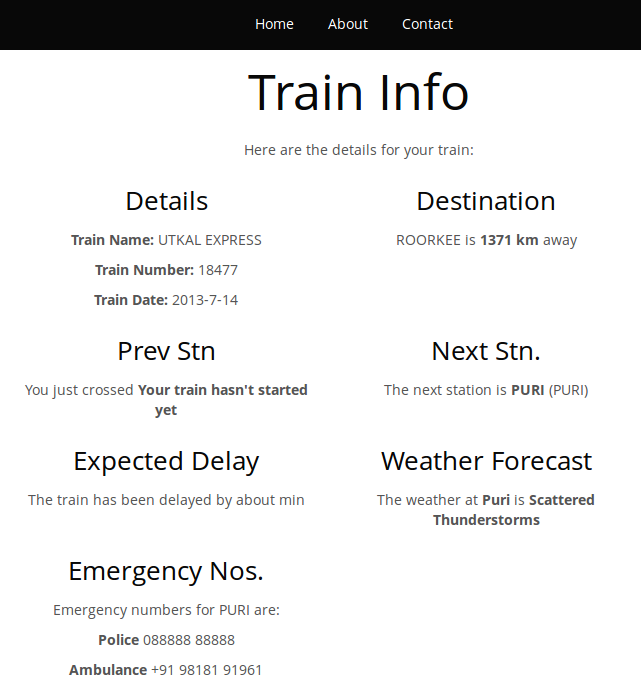 Home About Contact
Train Info
Here are the details for your train:
Details
Train Name: UTKAL EXPRESS
Train Number: 18477
Train Date: 2013-7-14
Destination
ROORKEE is 1371 km away
Prev Stn
You just crossed Your train hasn't started
yet
Next Stn.
The next station is PURI (PURI)
Expected Delay
The train has been delayed by about min
Weather Forecast
The weather at Puri is Scattered
Thunderstorms
Emergency Nos.
Emergency numbers for PURI are:
Police 088888 88888
Ambulance +91 98181 91961